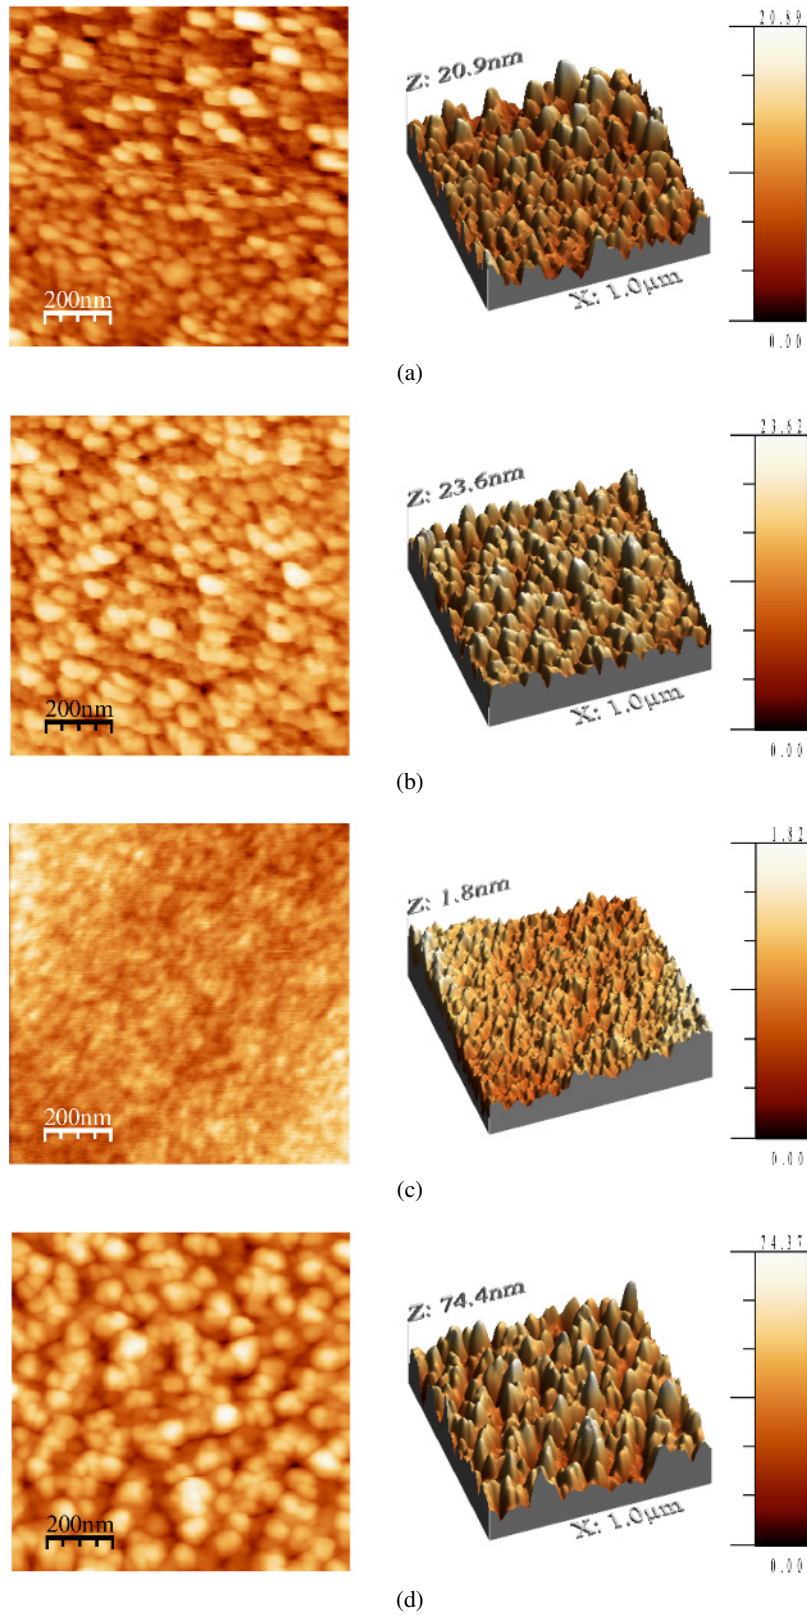 20.89
Z: 20.9nm
200nm
X: 1.0µm
0.00
(a)
23.62
Z: 23.6nm
200nm
X: 1.0µm
0.00
(b)
1.82
Z: 1.8nm
200nm
0.00
(c)
74.37
Z: 74.4nm
200nm
X: 1.0µm
0.00
(d)